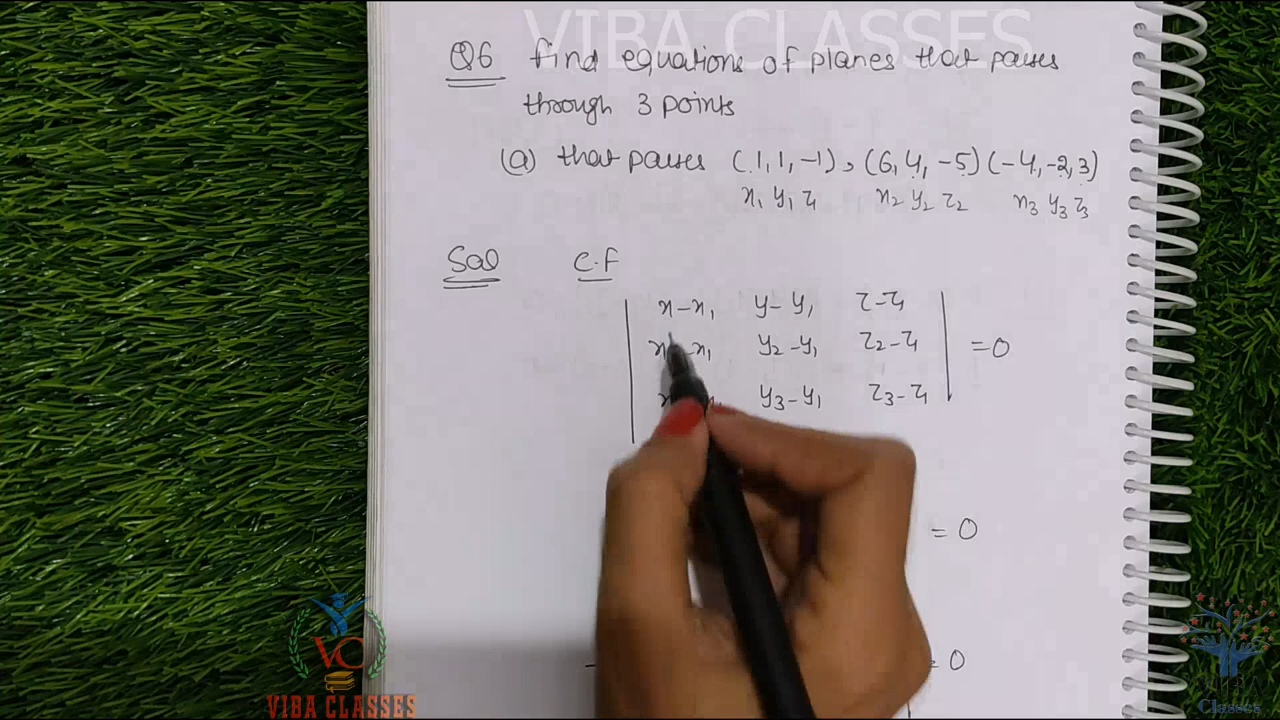 VIBA CLASSES
Q6 Find equations of planes that passes
through 3 points
(a) that passes (1,1,-1), (6,4,-5) (-4,-2,3)
x₁ y₁ z₁ x₂ y₂ z₂ x₃ y₃ z₃
Sol C.F
x-x₁ y-y₁ z-z₁
-x₁ y₂-y₁ z₂-z₁ =0
y₃-y₁ z₃-z₁
= 0
= 0
VC
VIBA CLASSES
VIBA
Classes